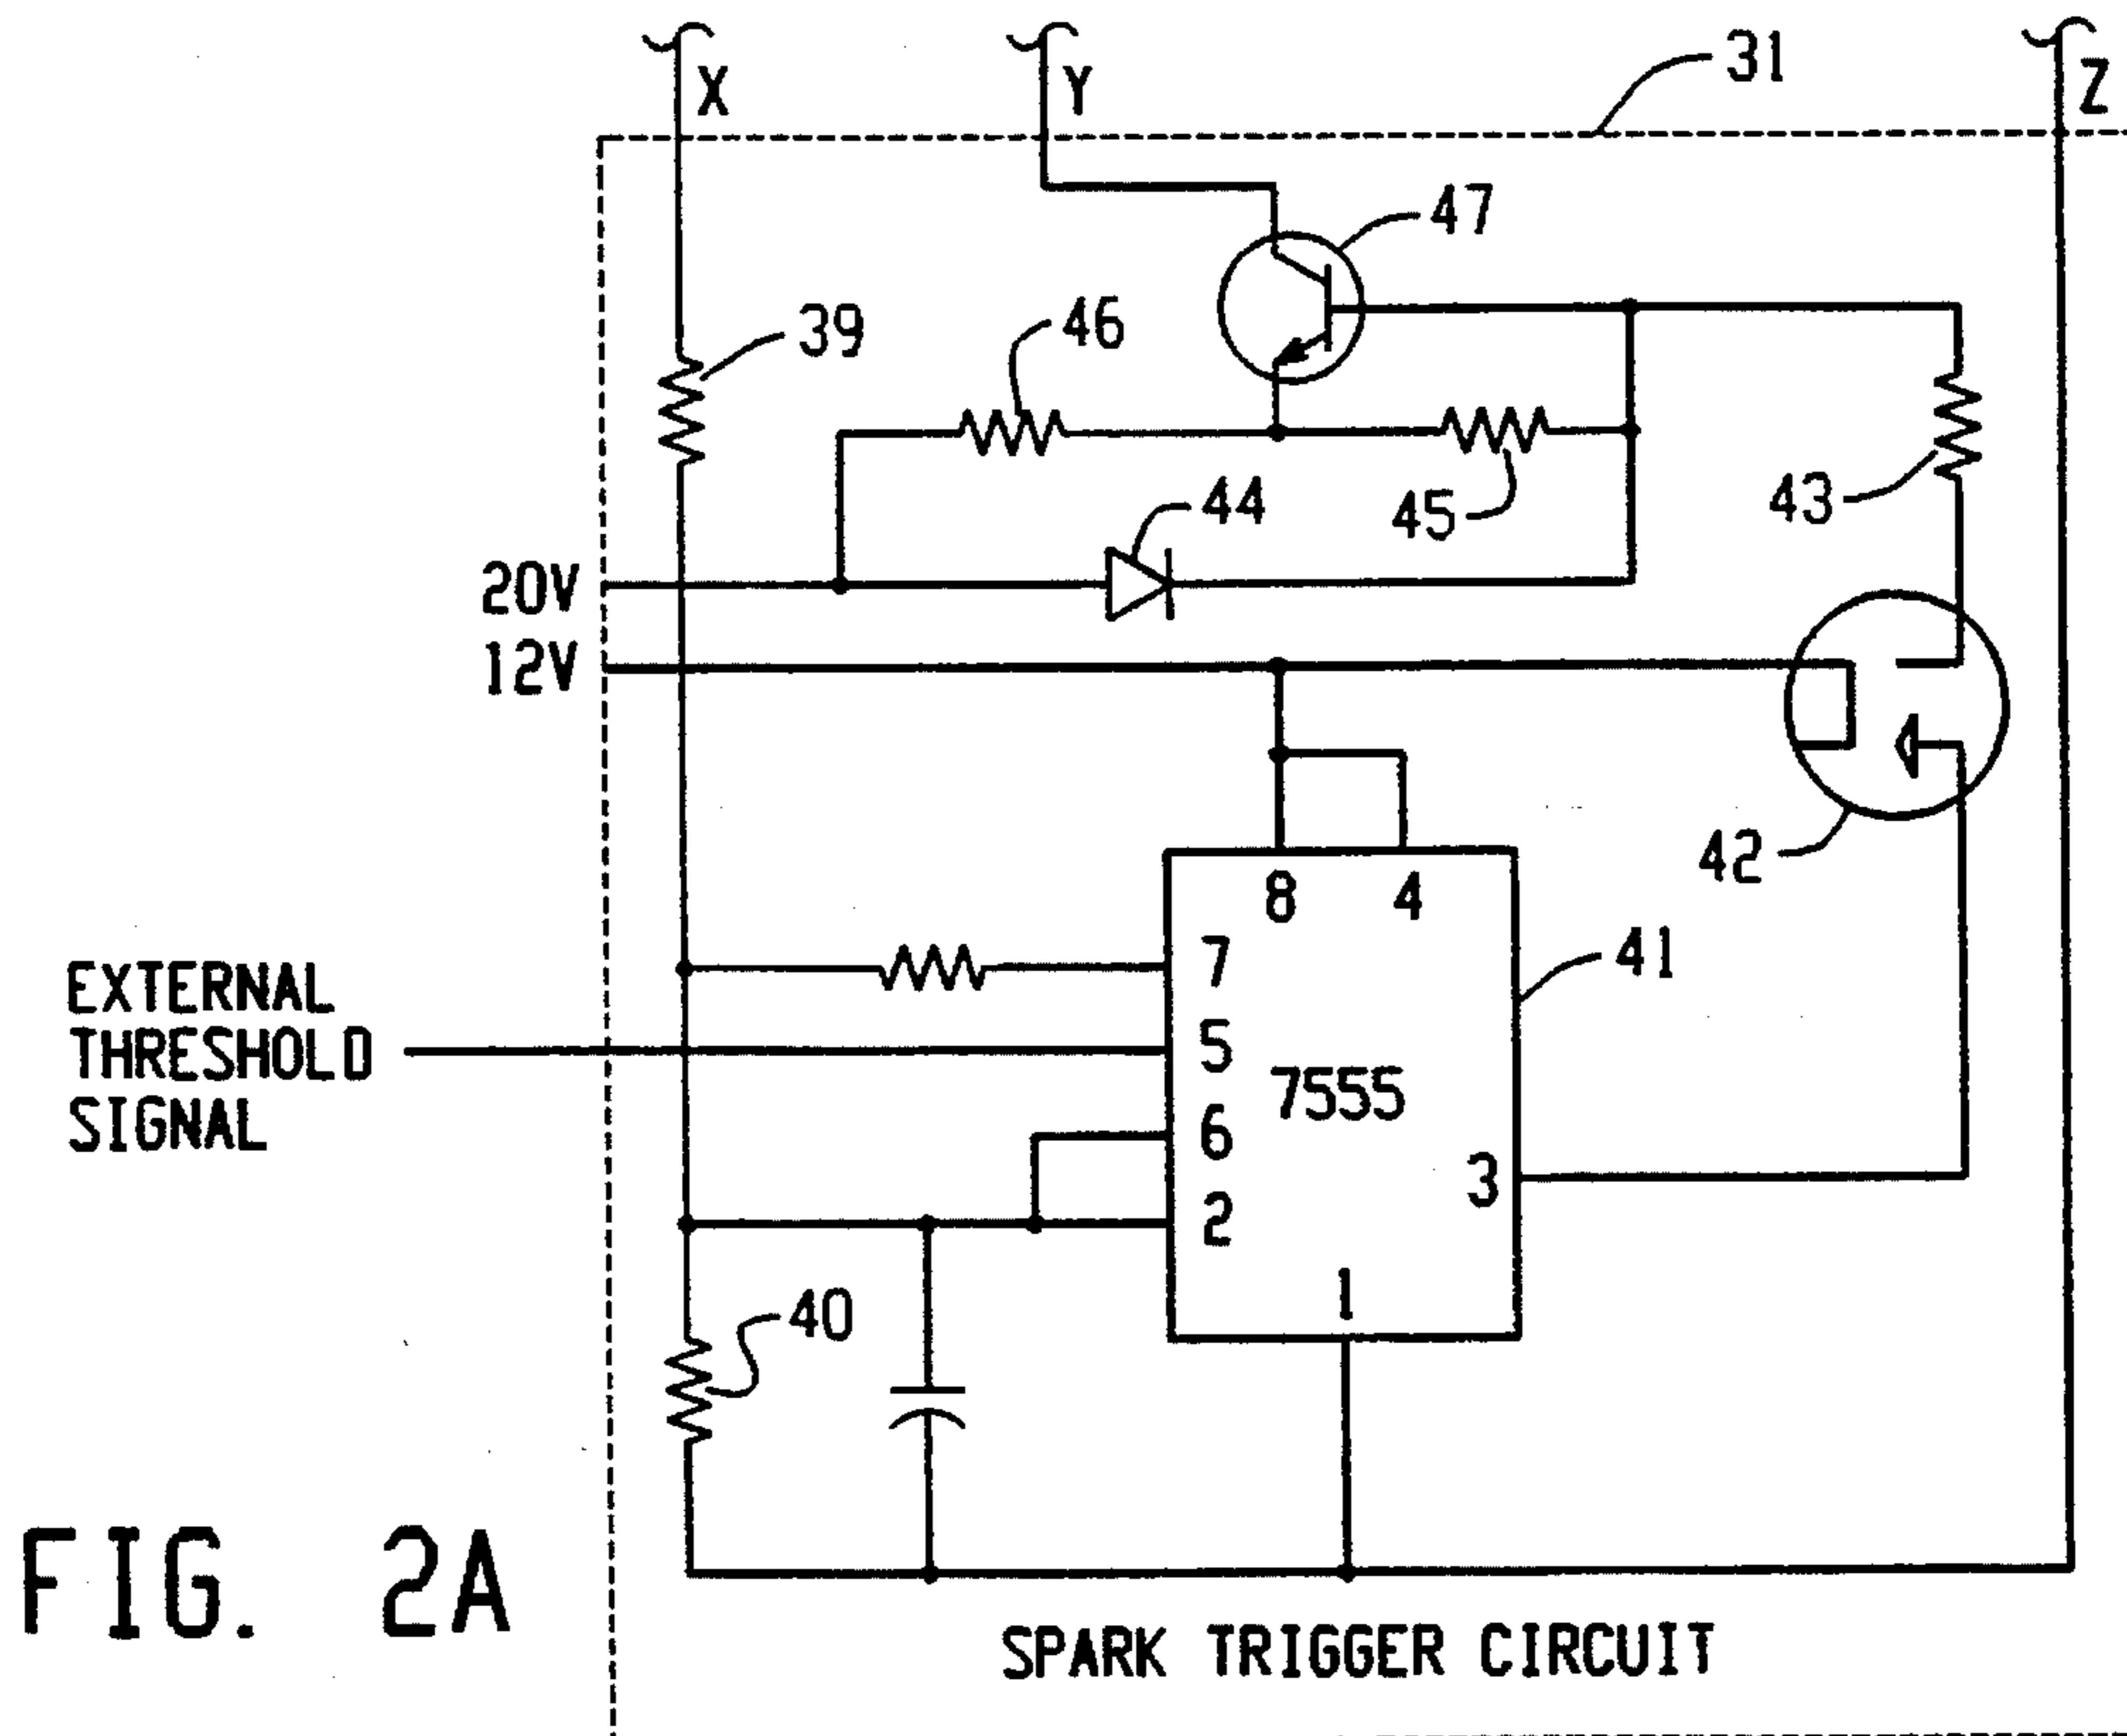 X
Y
Z
31
47
46
39
45
43
44
20V
12V
42
8 4
41
7
5
7555
6
3
2
1
EXTERNAL
THRESHOLD
SIGNAL
40
FIG. 2A
SPARK TRIGGER CIRCUIT